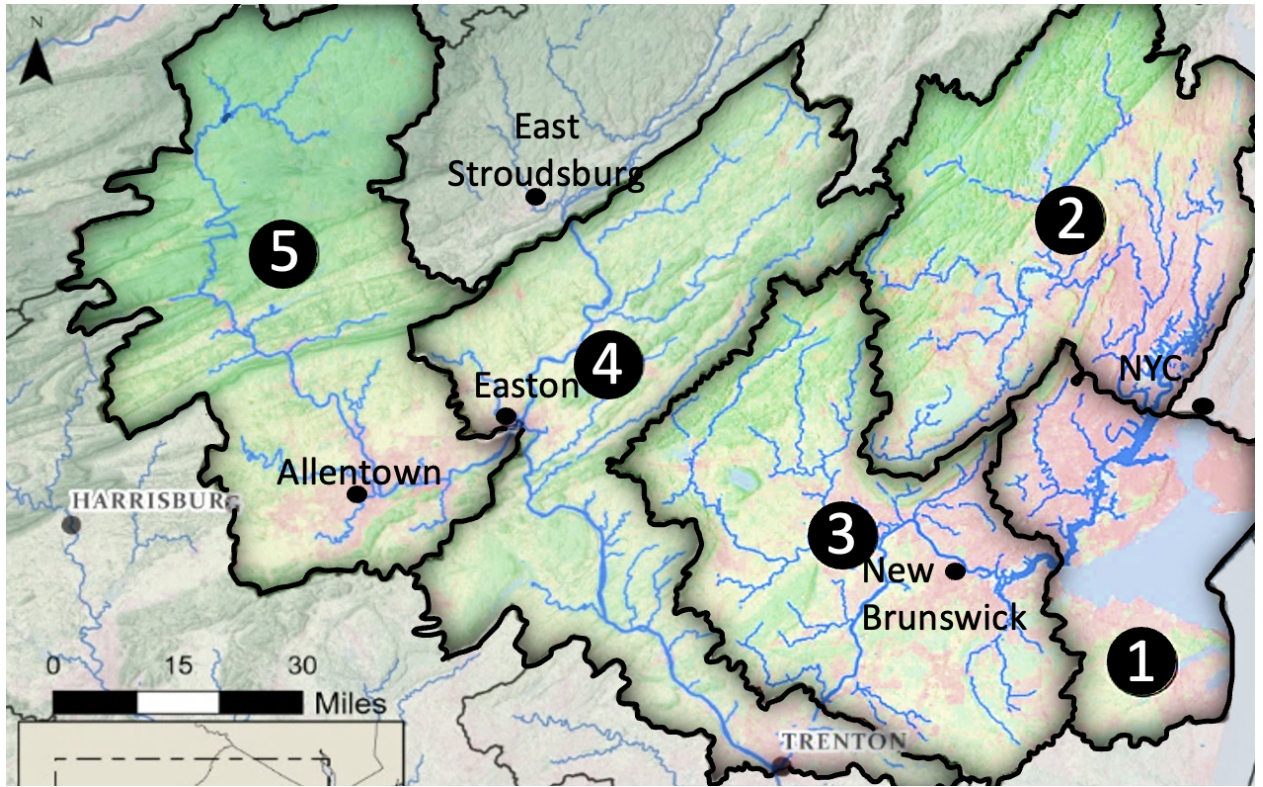 N
East
Stroudsburg
5
2
4
NYC
Easton
Allentown
HARRISBURG
3
New
Brunswick
1
0 15 30
Miles
TRENTON